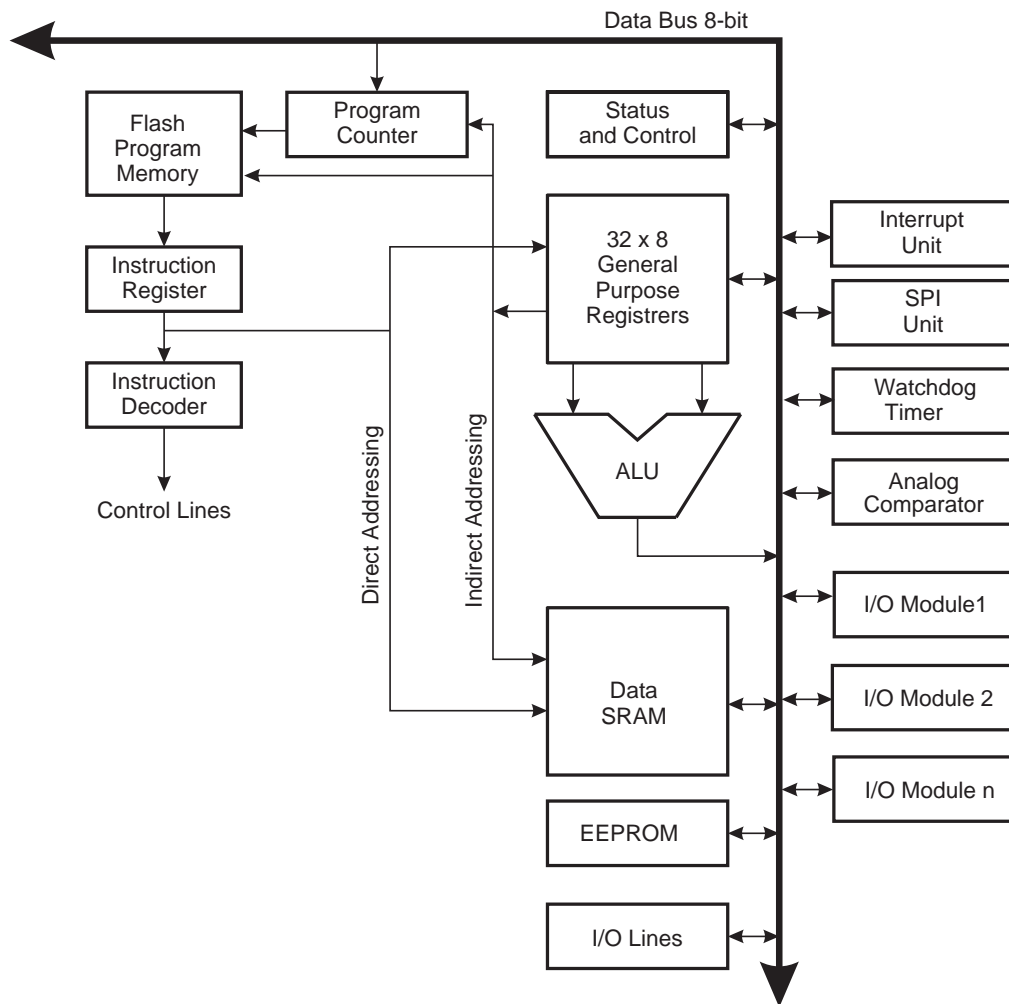 Data Bus 8-bit
Flash
Program
Memory
Program
Counter
Status
and Control
Instruction
Register
32 x 8
General
Purpose
Registrers
Interrupt
Unit
SPI
Unit
Instruction
Decoder
Watchdog
Timer
Control Lines
Direct Addressing
Indirect Addressing
ALU
Analog
Comparator
I/O Module1
Data
SRAM
I/O Module 2
I/O Module n
EEPROM
I/O Lines